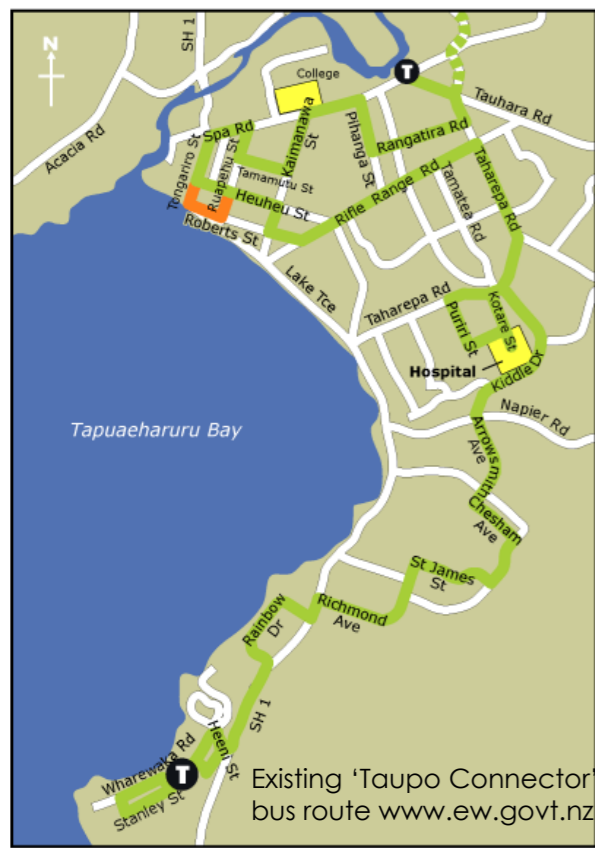 N
SH 1
Acacia Rd
College
T
Tauhara Rd
Spa Rd
Kaimanawa
St
Pihanga St
Rangatira Rd
Tongariro St
Ruapehu St
Tamamutu St
Heuheu St
Rifle Range Rd
Tamatea Rd
Taharepa Rd
Roberts St
Lake Tce
Taharepa Rd
Kotare St
Puriri St
Hospital
Kiddle Dr
Napier Rd
Tapuaeharuru Bay
Arrowsmith
Ave
Chesham
Ave
St James
St
Richmond
Ave
Rainbow
Dr
SH 1
Heeni St
Wharewaka Rd
T
Stanley St
Existing ‘Taupo Connector’
bus route www.ew.govt.nz